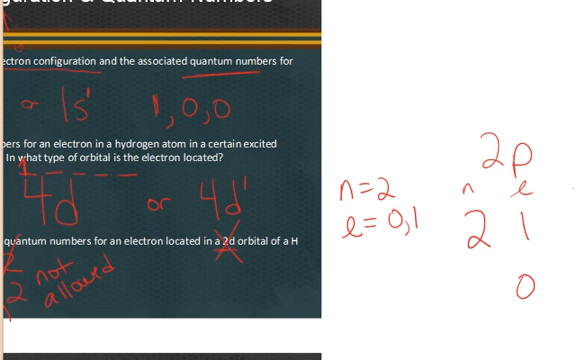 guration & Quantum Numbers
ectron configuration and the associated quantum numbers for
or 1s¹ 1, 0, 0
bers for an electron in a hydrogen atom in a certain excited
In what type of orbital is the electron located?
4d or 4d¹
quantum numbers for an electron located in a 2d orbital of a H
2 not
allowed
2p
n=2 n l
l=0,1 2 1
0